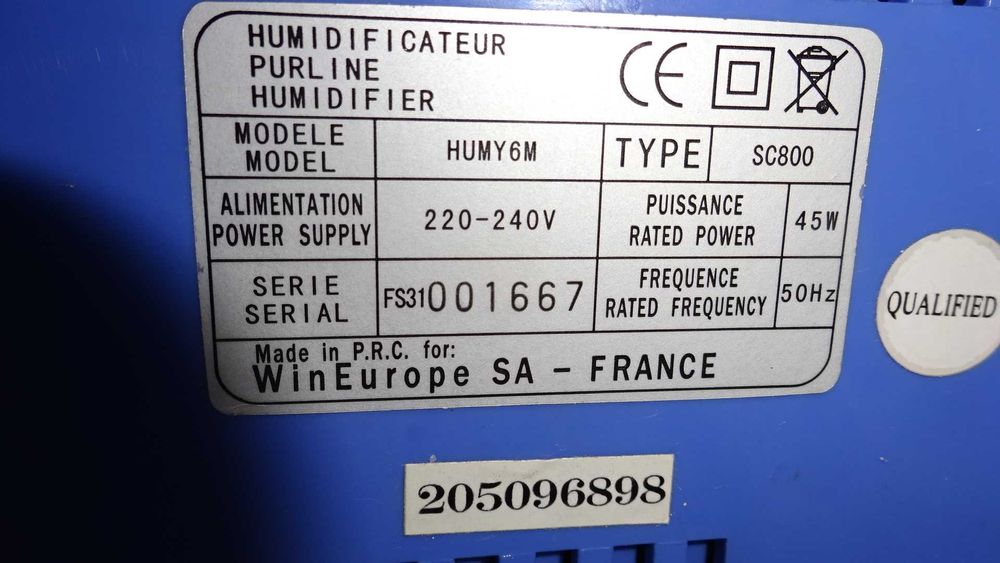 HUMIDIFICATEUR
PURLINE
HUMIDIFIER
CE
MODELE
MODEL
HUMY6M
TYPE
SC800
ALIMENTATION
POWER SUPPLY
220-240V
PUISSANCE
RATED POWER
45W
SERIE
SERIAL
FS31001667
FREQUENCE
RATED FREQUENCY
50Hz
Made in P.R.C. for:
WinEurope SA - FRANCE
QUALIFIED
205096898